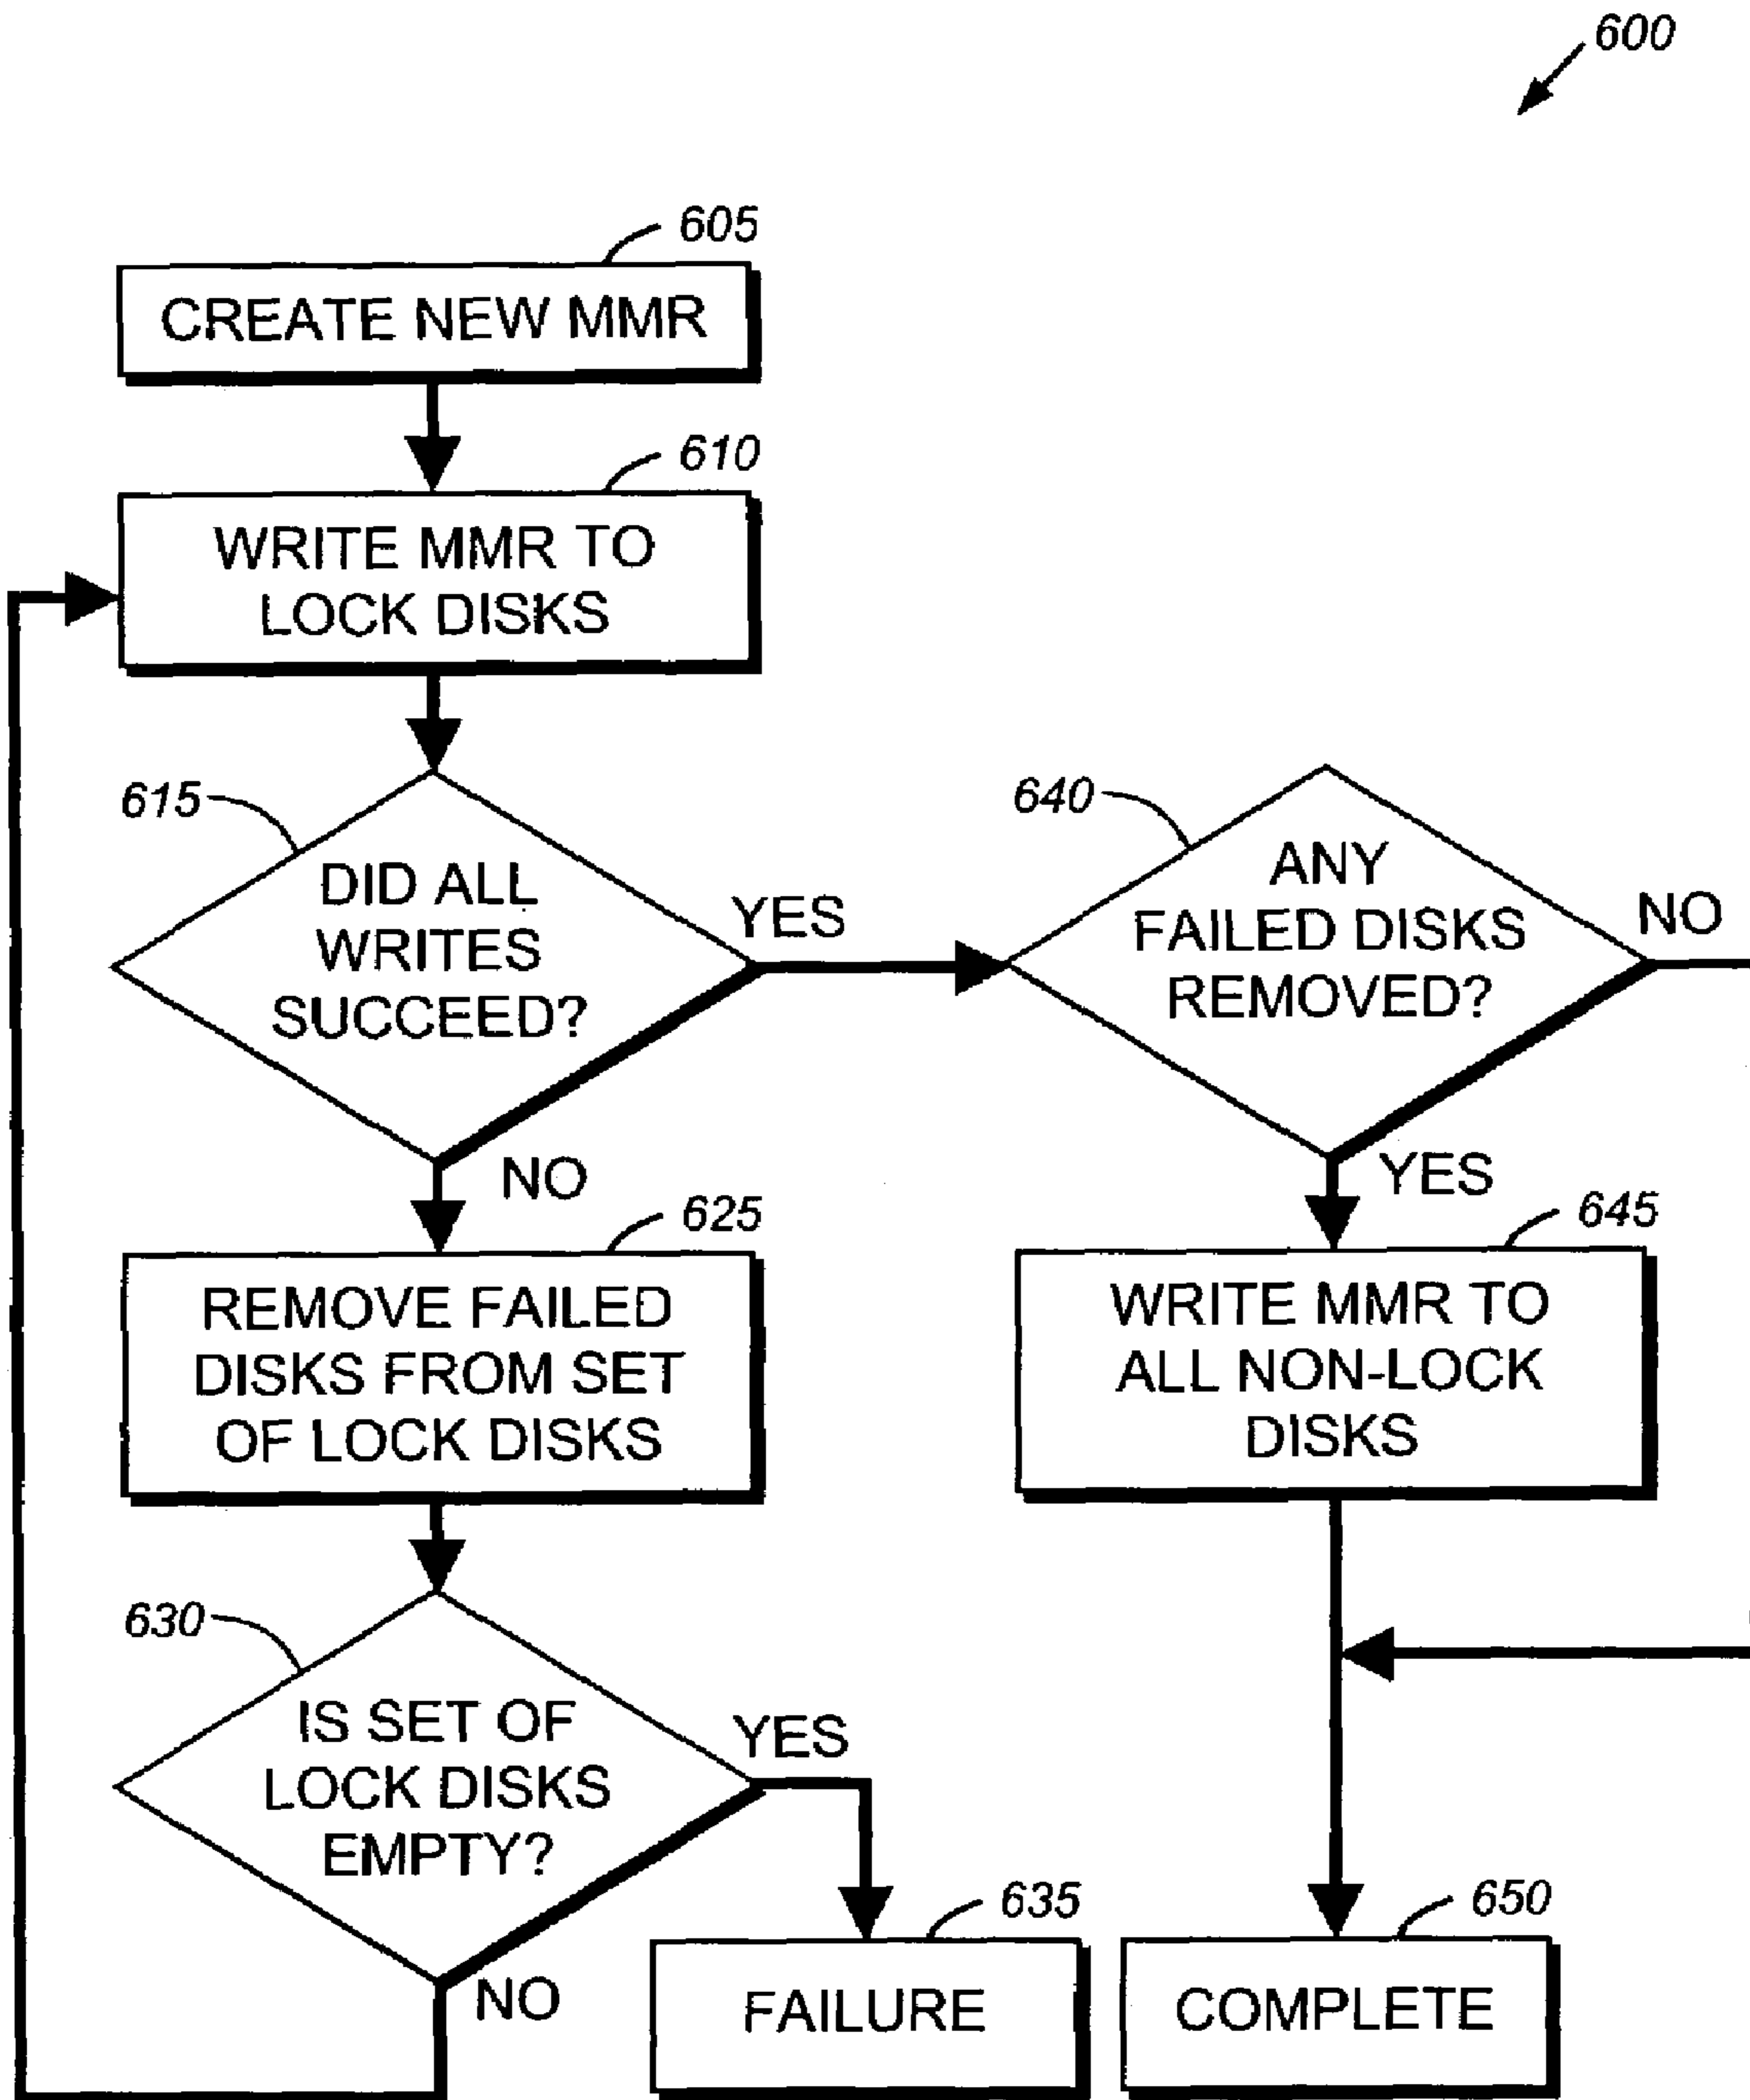 600
605
CREATE NEW MMR
610
WRITE MMR TO
LOCK DISKS
615
DID ALL
WRITES
SUCCEED?
YES
NO
640
ANY
FAILED DISKS
REMOVED?
NO
YES
625
REMOVE FAILED
DISKS FROM SET
OF LOCK DISKS
645
WRITE MMR TO
ALL NON-LOCK
DISKS
630
IS SET OF
LOCK DISKS
EMPTY?
YES
NO
635
FAILURE
650
COMPLETE